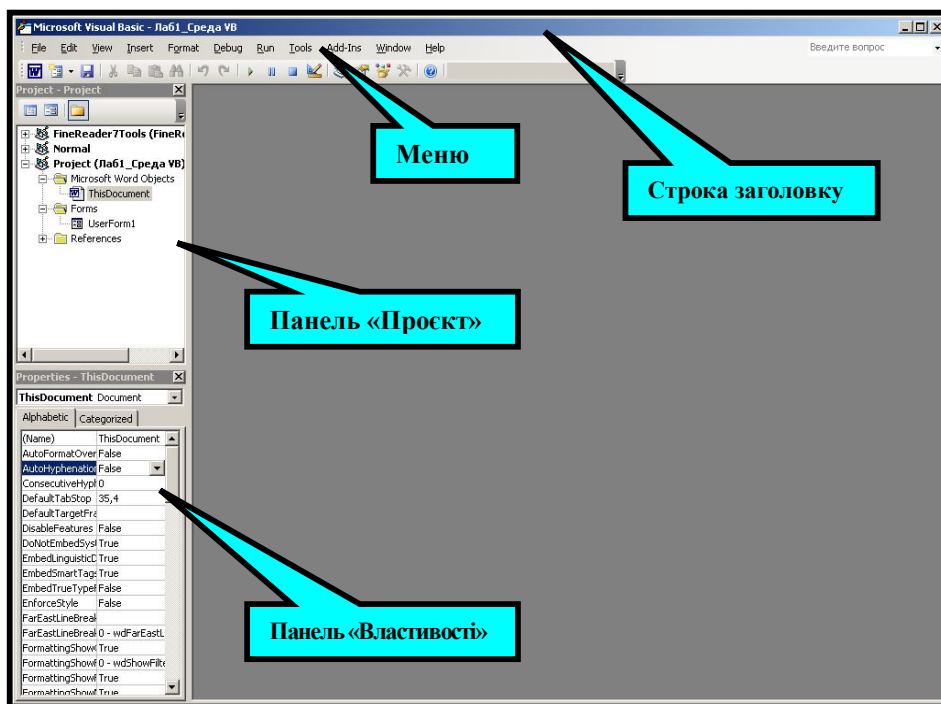 Microsoft Visual Basic - Лаб1_Среда VB
File Edit View Insert Format Debug Run Tools Add-Ins Window Help Введите вопрос
Project - Project
FineReader7Tools (FineRe
Normal
Project (Лаб1_Среда VB)
Microsoft Word Objects
ThisDocument
Forms
UserForm1
References
Меню
Строка заголовку
Панель «Проєкт»
Properties - ThisDocument
ThisDocument Document
Alphabetic Categorized
(Name) ThisDocument
AutoFormatOver False
AutoHyphenation False
ConsecutiveHyph 0
DefaultTabStop 35,4
DefaultTargetFra
DisableFeatures False
DoNotEmbedSyst True
EmbedLinguisticD True
EmbedSmartTags True
EmbedTrueTypeF False
EnforceStyle False
FarEastLineBreak
FarEastLineBreak 0 - wdFarEastL
FormattingShow True
FormattingShowF 0 - wdShowFilte
FormattingShowF True
FormattingShow True
Панель «Властивості»